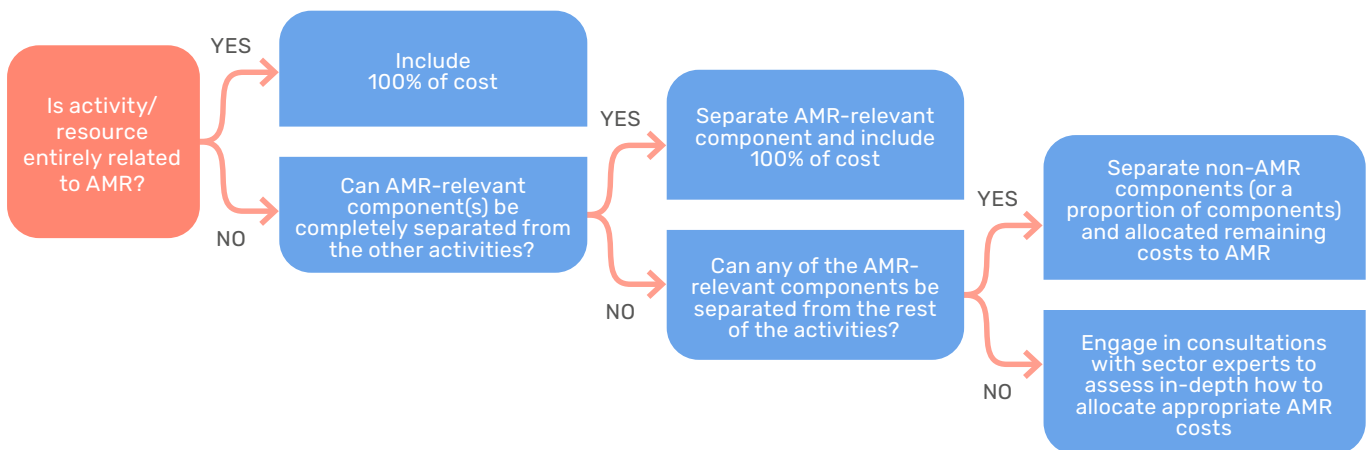 Is activity/
resource
entirely related
to AMR?
YES
Include
100% of cost
NO
Can AMR-relevant
component(s) be
completely separated from
the other activities?
YES
Separate AMR-relevant
component and include
100% of cost
NO
Can any of the AMR-
relevant components be
separated from the rest
of the activities?
YES
Separate non-AMR
components (or a
proportion of components)
and allocated remaining
costs to AMR
NO
Engage in consultations
with sector experts to
assess in-depth how to
allocate appropriate AMR
costs